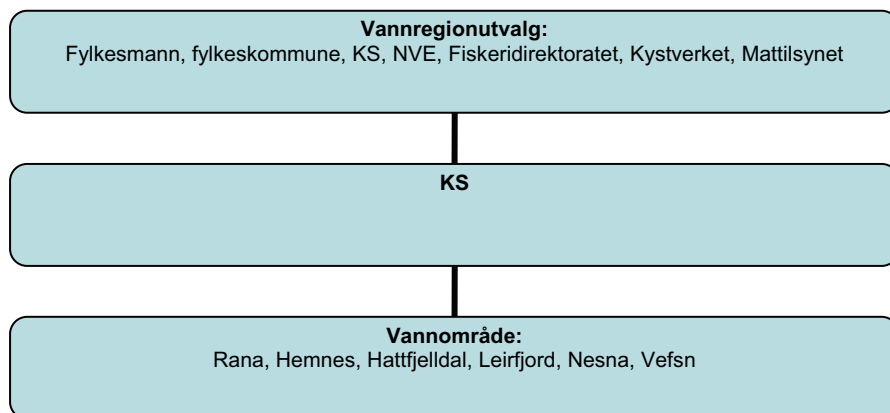 Vannregionutvalg:
Fylkesmann, fylkeskommune, KS, NVE, Fiskeridirektoratet, Kystverket, Mattilsynet
KS
Vannområde:
Rana, Hemnes, Hattfjelldal, Leirfjord, Nesna, Vefsn